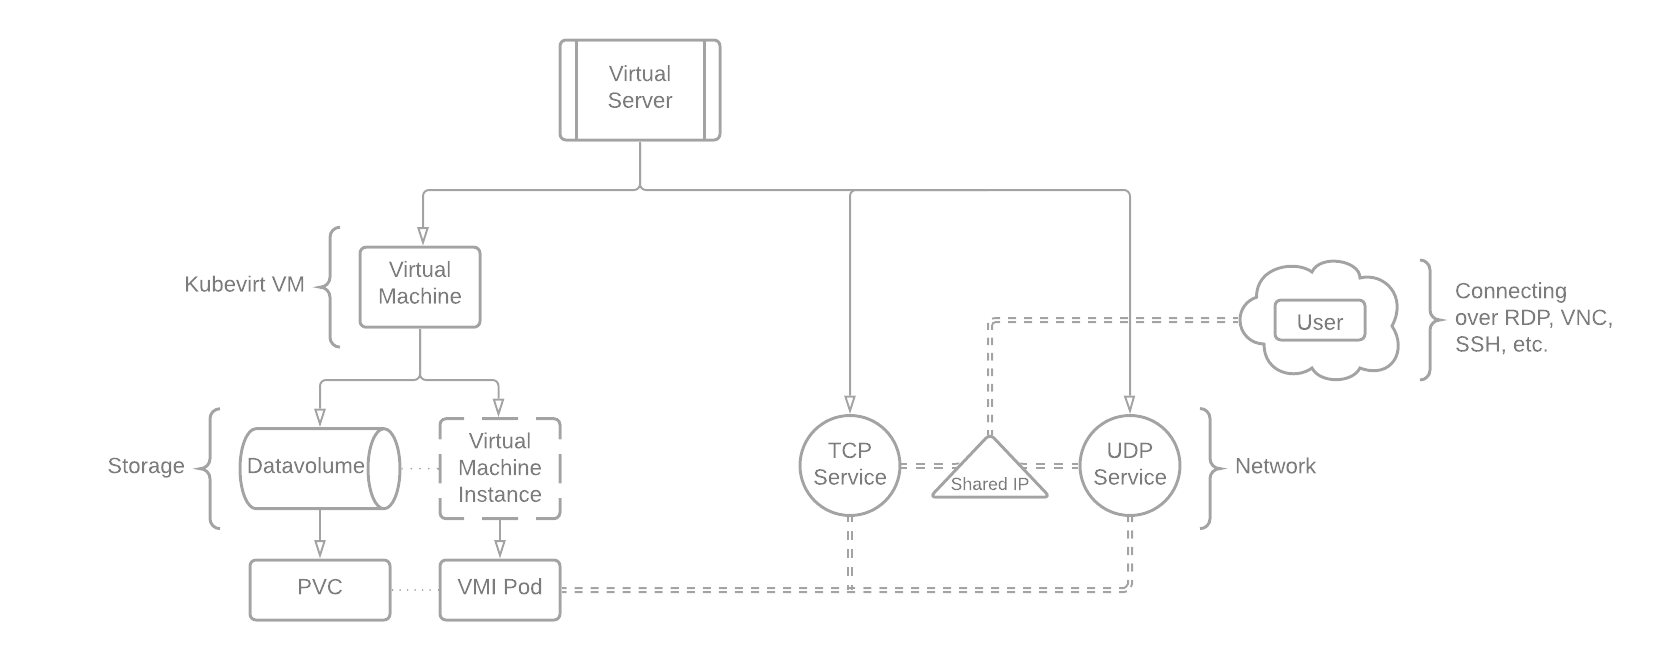 Virtual
Server
Kubevirt VM
Virtual
Machine
User
Connecting
over RDP, VNC,
SSH, etc.
Storage
Datavolume
Virtual
Machine
Instance
TCP
Service
Shared IP
UDP
Service
Network
PVC
VMI Pod